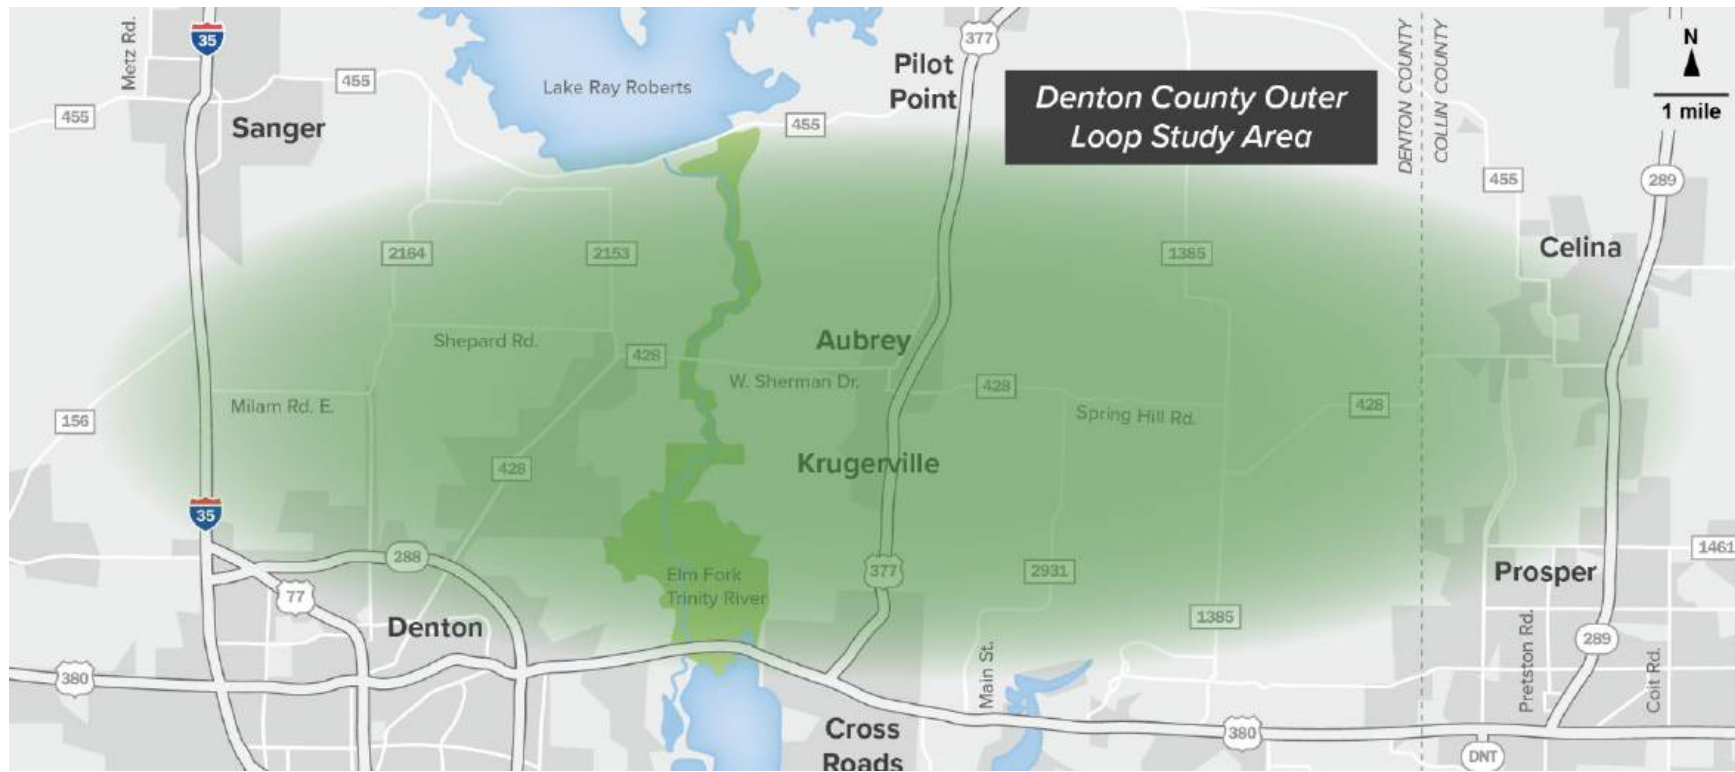 Metz Rd.
35
455
455
Sanger
Lake Ray Roberts
455
377
Pilot
Point
Denton County Outer
Loop Study Area
DENTON COUNTY
COLLIN COUNTY
N
1 mile
455
289
Celina
2164
2153
1385
Shepard Rd.
428
Aubrey
W. Sherman Dr.
428
Spring Hill Rd.
428
Milam Rd. E.
156
428
Krugerville
35
288
77
Denton
Elm Fork
Trinity River
377
2931
1385
Prosper
1461
289
380
Main St.
Pretston Rd.
Coit Rd.
Cross
Roads
380
DNT